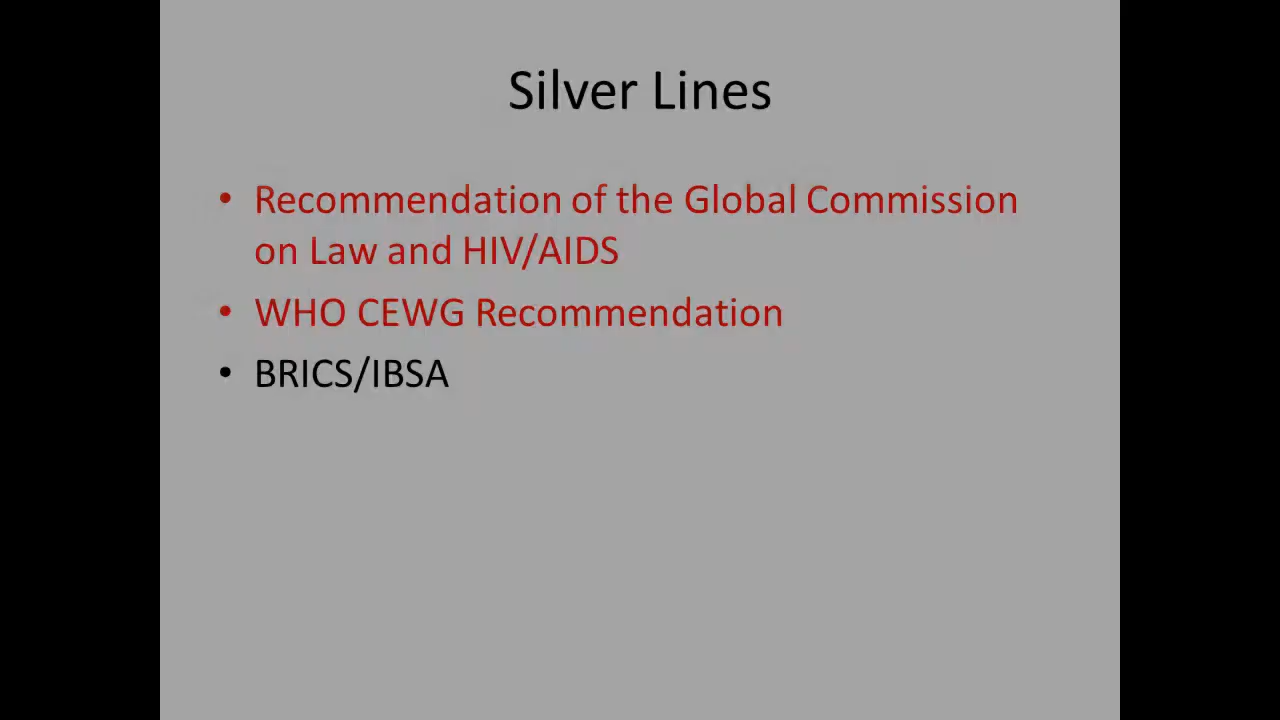 Silver Lines
• Recommendation of the Global Commission
on Law and HIV/AIDS
• WHO CEWG Recommendation
• BRICS/IBSA